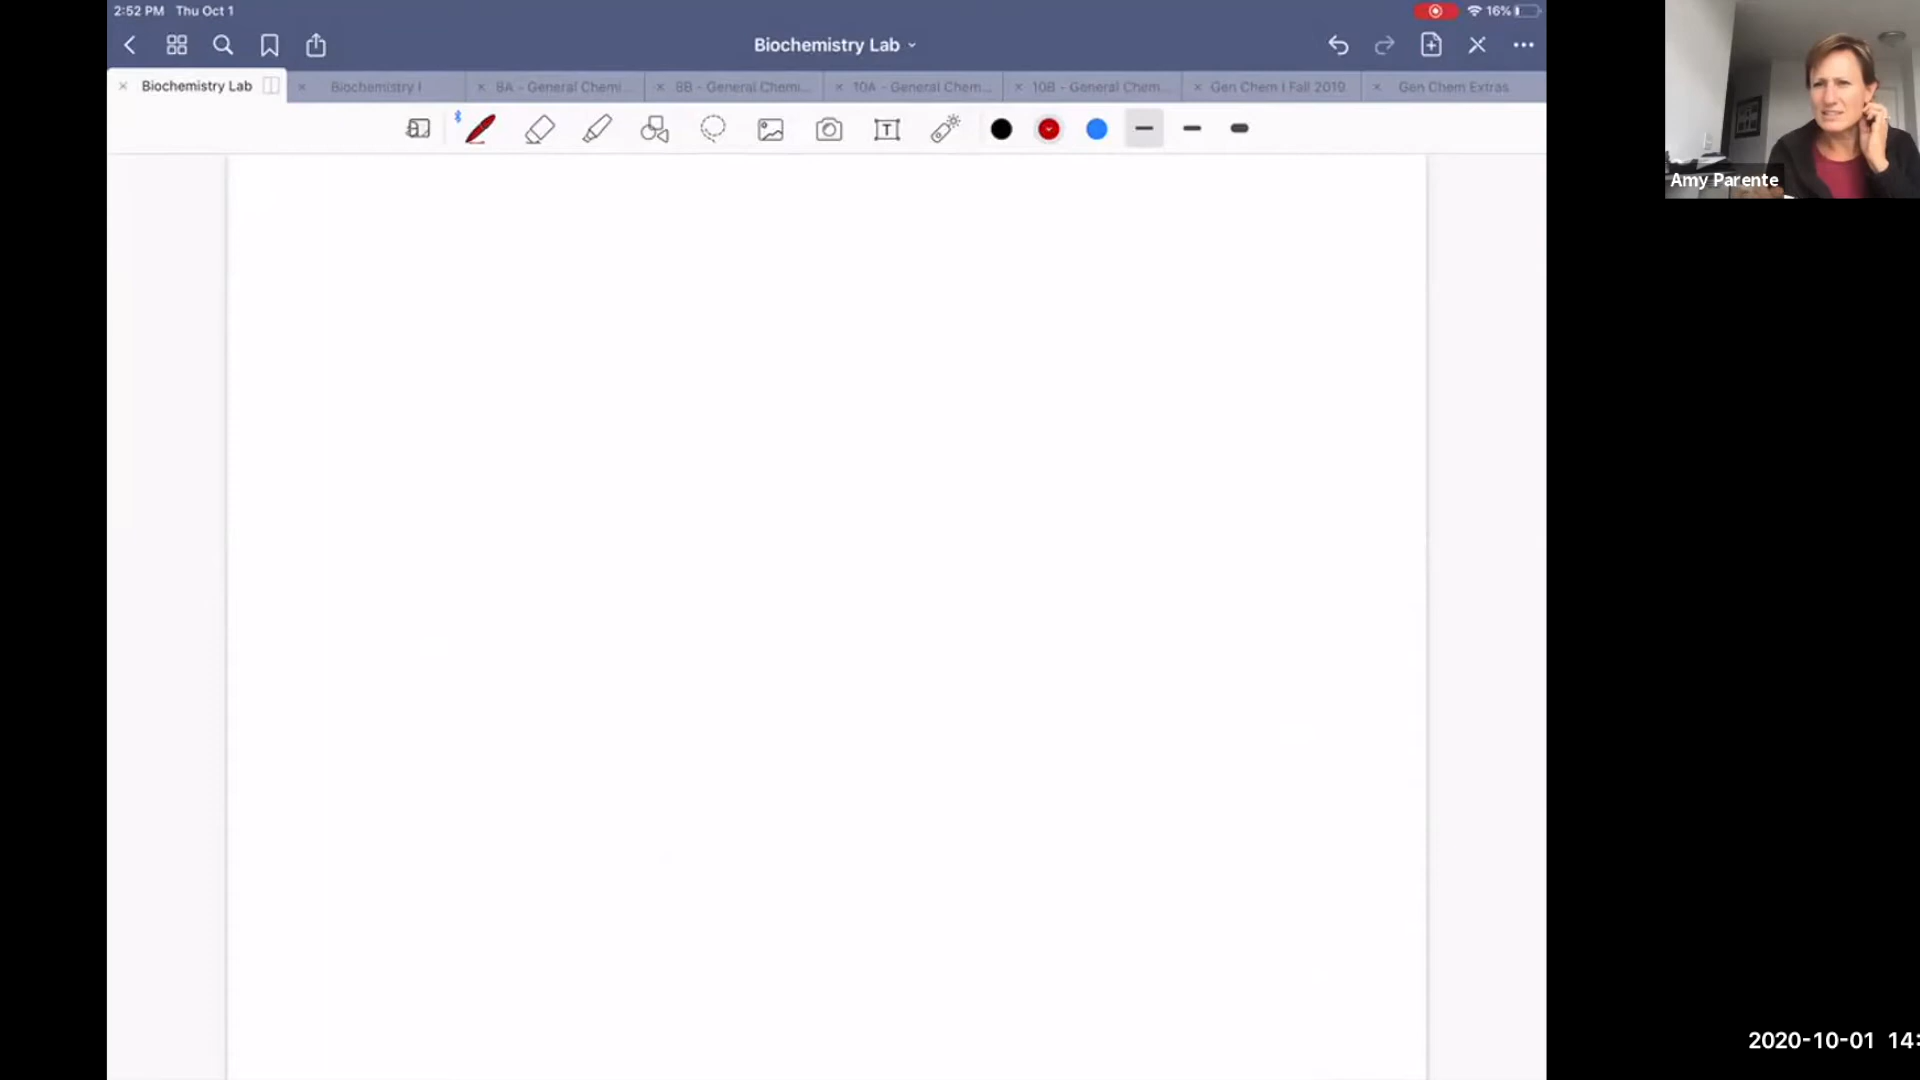 2:52 PM Thu Oct 1
16%
Biochemistry Lab
Biochemistry Lab
Biochemistry I
8A - General Chemi...
8B - General Chemi...
10A - General Chem...
10B - General Chem...
Gen Chem I Fall 2019
Gen Chem Extras
T
Amy Parente
2020-10-01 14: